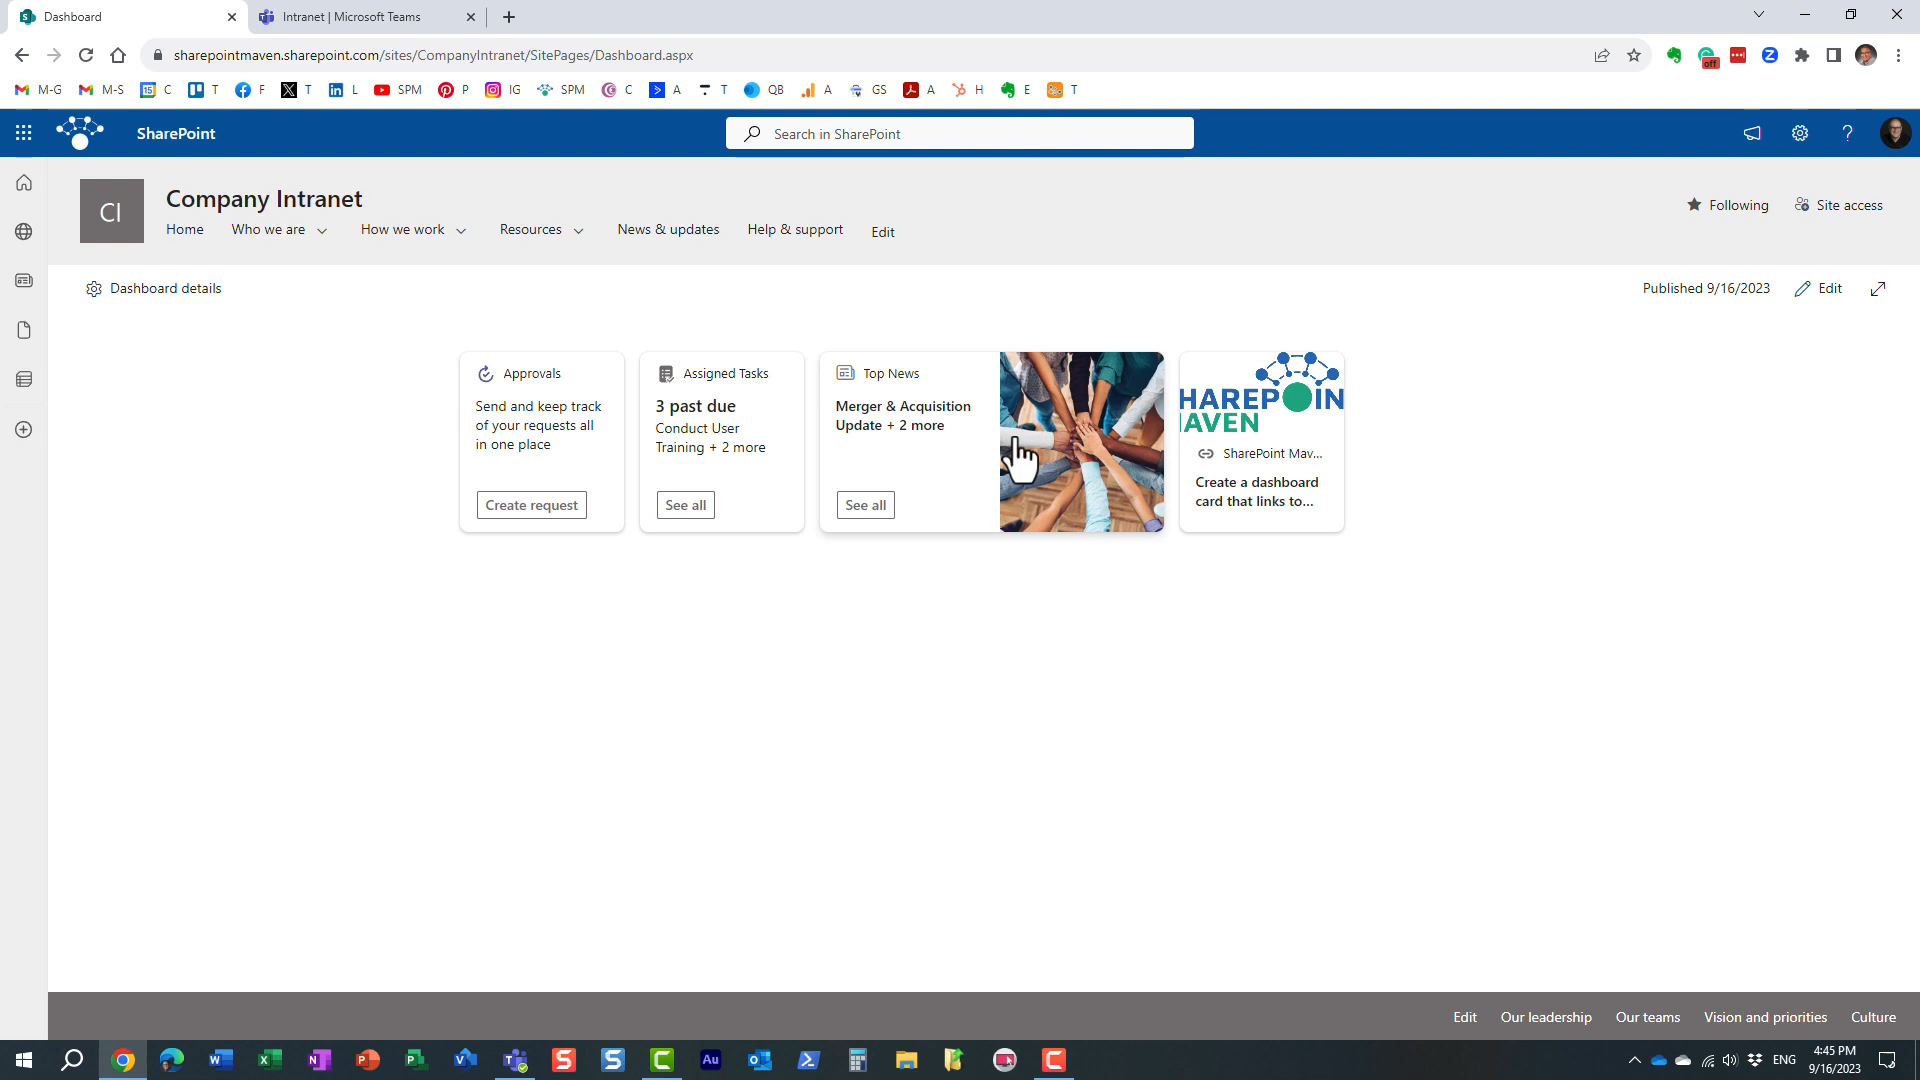 Dashboard
Intranet | Microsoft Teams
sharepointmaven.sharepoint.com/sites/CompanyIntranet/SitePages/Dashboard.aspx
off
M-G
M-S
15
C
T
F
T
L
SPM
P
IG
SPM
C
A
T
QB
A
GS
A
H
E
T
SharePoint
Search in SharePoint
CI
Company Intranet
Home
Who we are
How we work
Resources
News & updates
Help & support
Edit
Following
Site access
Dashboard details
Published 9/16/2023
Edit
Approvals
Send and keep track
of your requests all
in one place
Create request
Assigned Tasks
3 past due
Conduct User
Training + 2 more
See all
Top News
Merger & Acquisition
Update + 2 more
See all
HAREPOIN
AVEN
SharePoint Mav...
Create a dashboard
card that links to...
Edit
Our leadership
Our teams
Vision and priorities
Culture
ENG
4:45 PM
9/16/2023